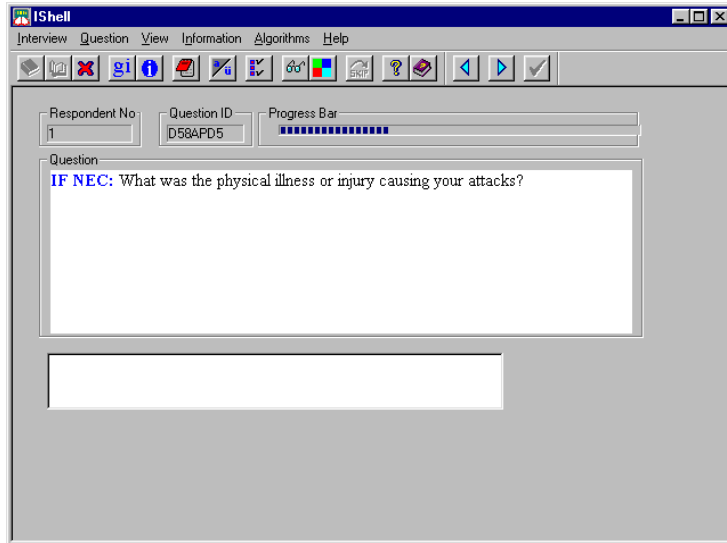 IShell
Interview Question View Information Algorithms Help
gi i a/ü SKIP ?
Respondent No Question ID Progress Bar
1 D58APD5
Question
IF NEC: What was the physical illness or injury causing your attacks?